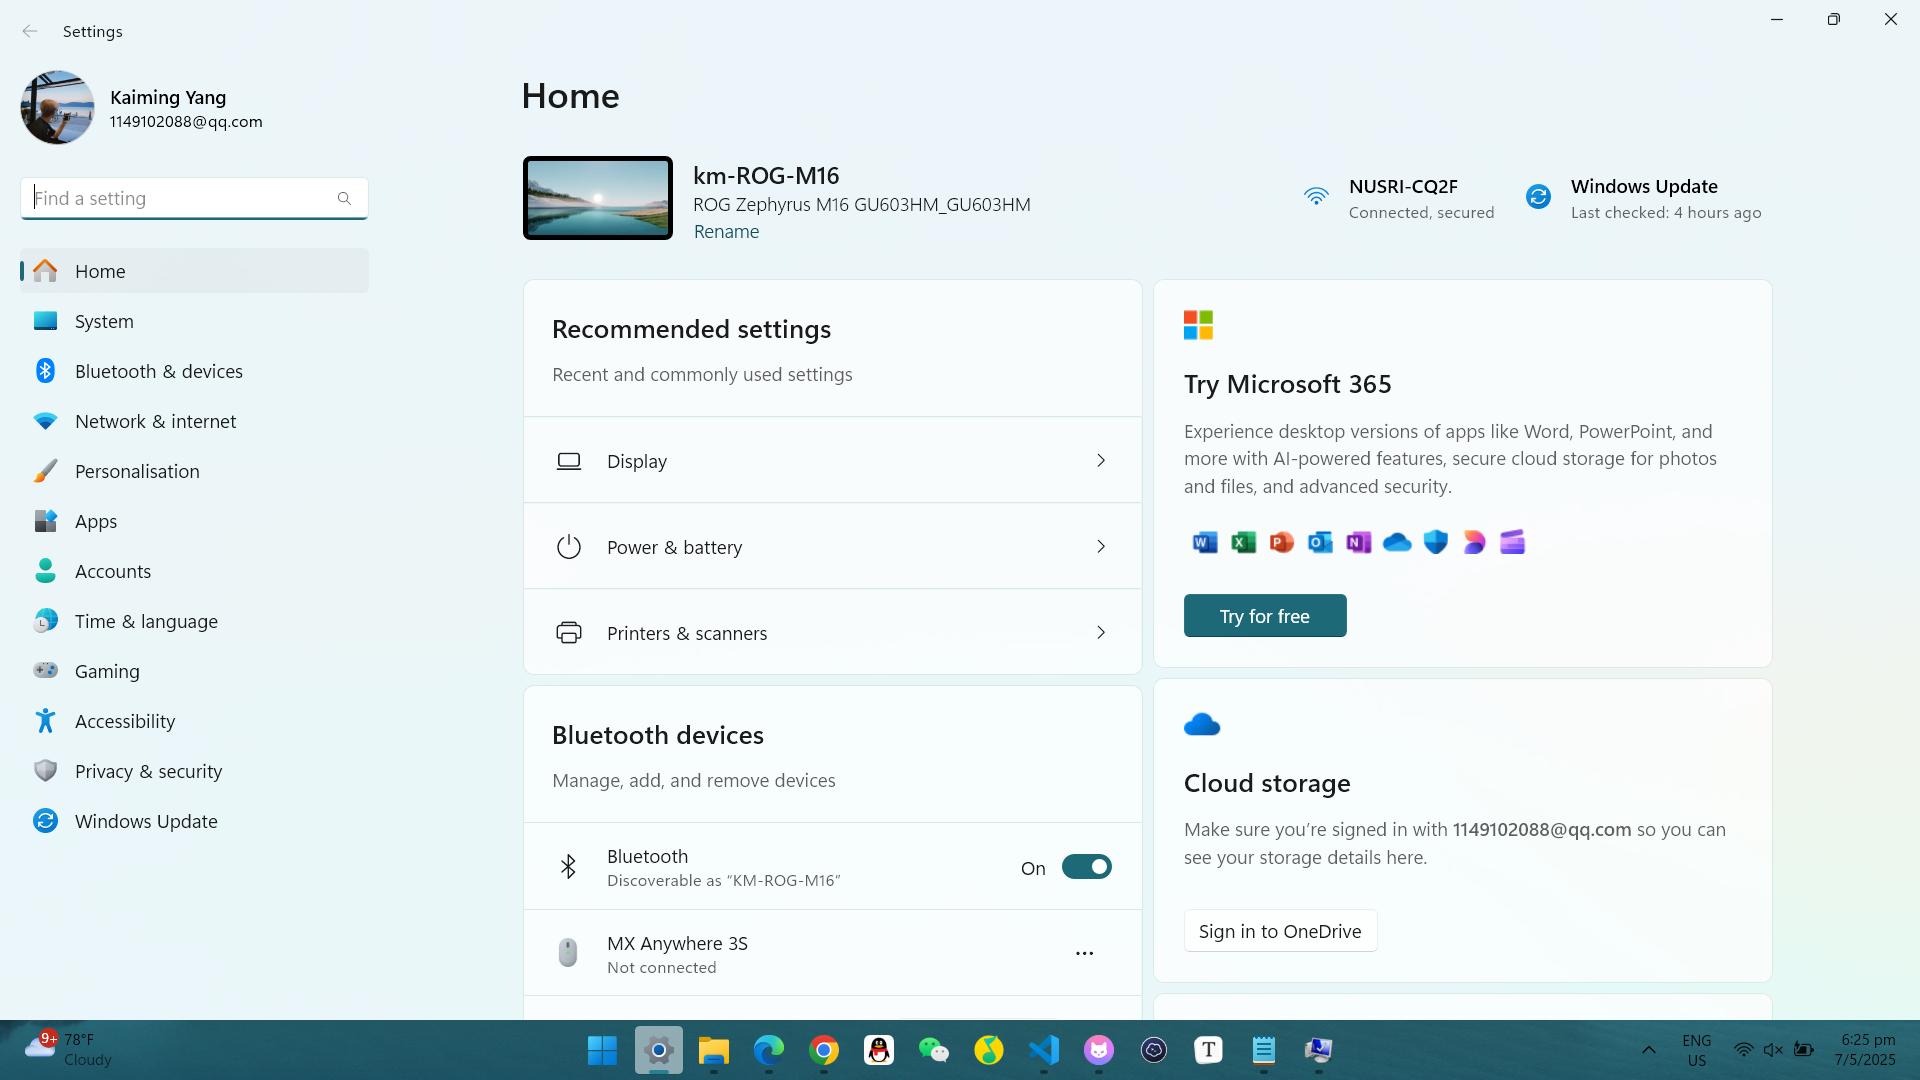 Settings
Kaiming Yang
1149102088@qq.com
Find a setting
Home
System
Bluetooth & devices
Network & internet
Personalisation
Apps
Accounts
Time & language
Gaming
Accessibility
Privacy & security
Windows Update
Home
km-ROG-M16
ROG Zephyrus M16 GU603HM_GU603HM
Rename
NUSRI-CQ2F
Connected, secured
Windows Update
Last checked: 4 hours ago
Recommended settings
Recent and commonly used settings
Display
Power & battery
Printers & scanners
Bluetooth devices
Manage, add, and remove devices
Bluetooth
Discoverable as “KM-ROG-M16”
On
MX Anywhere 3S
Not connected
Try Microsoft 365
Experience desktop versions of apps like Word, PowerPoint, and
more with AI-powered features, secure cloud storage for photos
and files, and advanced security.
Try for free
Cloud storage
Make sure you’re signed in with 1149102088@qq.com so you can
see your storage details here.
Sign in to OneDrive
9+
78°F
Cloudy
ENG
US
6:25 pm
7/5/2025